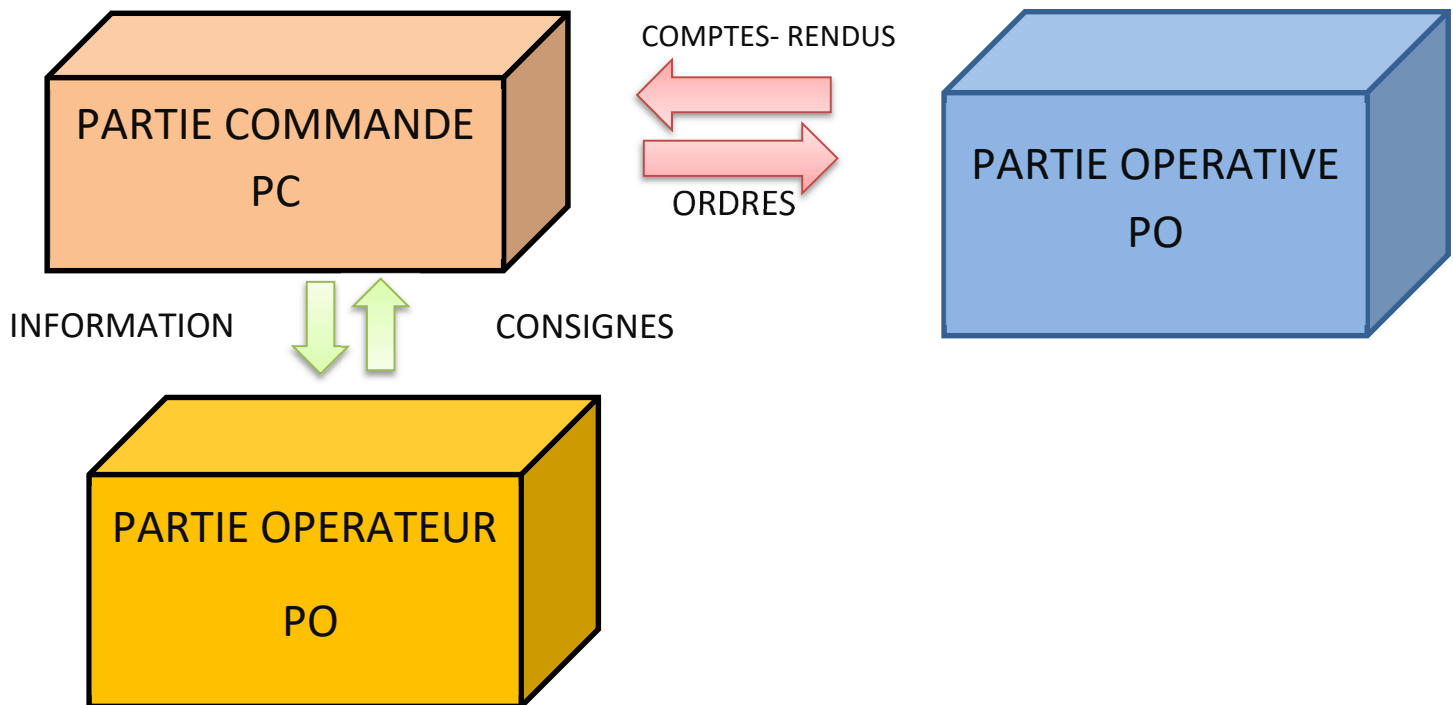 COMPTES- RENDUS
PARTIE COMMANDE
PC
PARTIE OPERATIVE
PO
ORDRES
INFORMATION
CONSIGNES
PARTIE OPERATEUR
PO